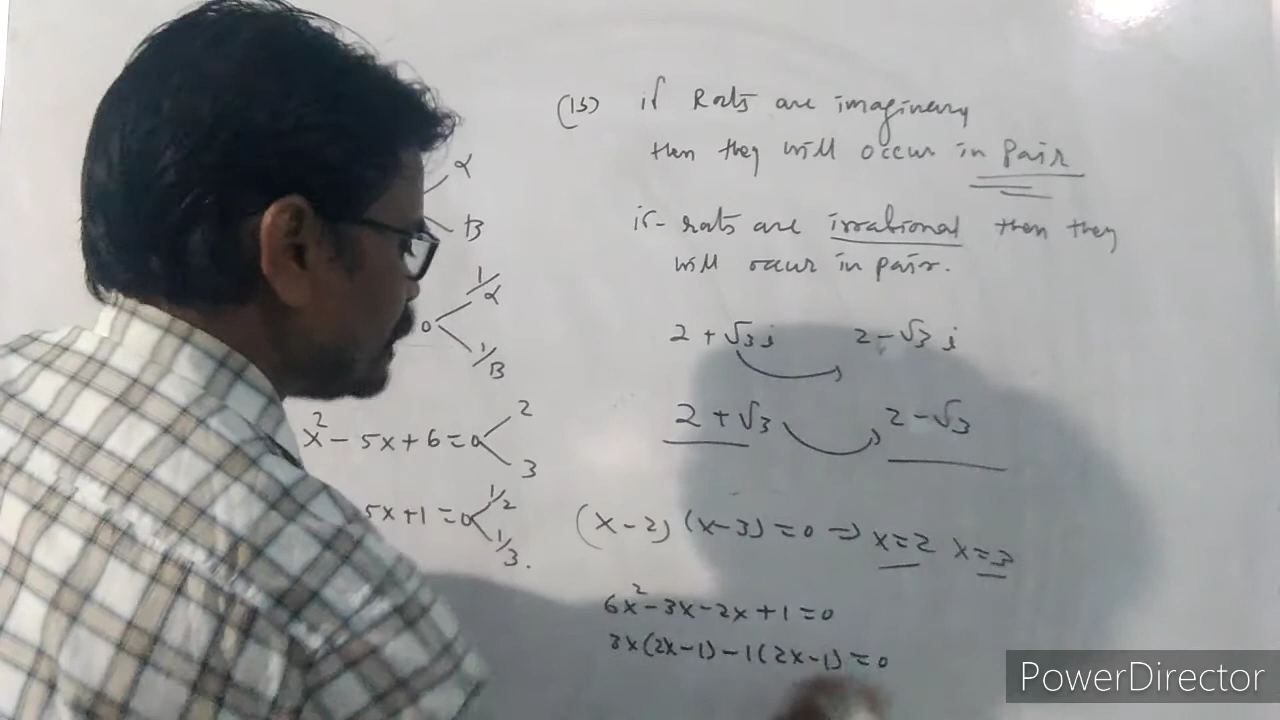 α
β
1/α
0
1/β
x² - 5x + 6 = 0
2
3
5x + 1 = 0
1/2
1/3.
(15) if Roots are imaginery
then they will occur in Pair
if roots are irrational then they
will occur in pair.
2 + √3 i 2 - √3 i
2 + √3 2 - √3
(x - 2) (x - 3) = 0 ⇒ x = 2 x = 3
6x² - 3x - 2x + 1 = 0
3x(2x - 1) - 1(2x - 1) = 0
PowerDirector